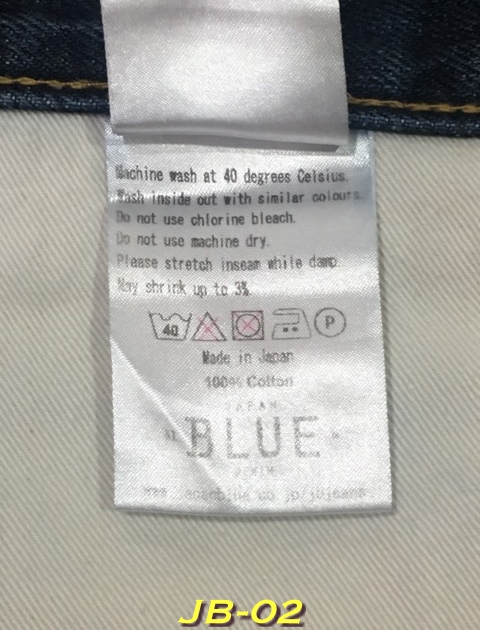 Machine wash at 40 degrees Celsius.
Wash inside out with similar colours.
Do not use chlorine bleach.
Do not use machine dry.
Please stretch inseam while damp.
May shrink up to 3%
40 P
Made in Japan
100% Cotton
JAPAN
BLUE
DENIM
JB-02